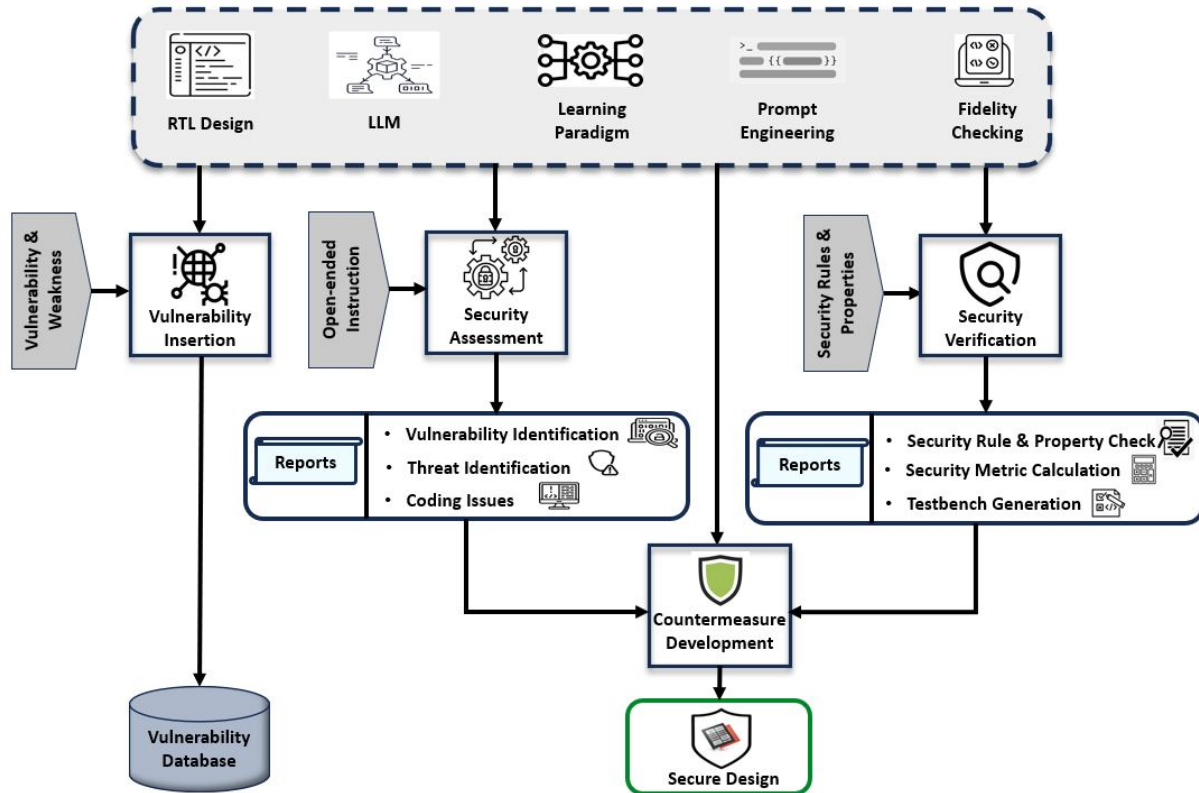 RTL Design
LLM
Learning
Paradigm
Prompt
Engineering
Fidelity
Checking
Vulnerability &
Weakness
Vulnerability
Insertion
Open-ended
Instruction
Security
Assessment
Security Rules &
Properties
Security
Verification
Reports
• Vulnerability Identification
• Threat Identification
• Coding Issues
Reports
• Security Rule & Property Check
• Security Metric Calculation
• Testbench Generation
Countermeasure
Development
Vulnerability
Database
Secure Design